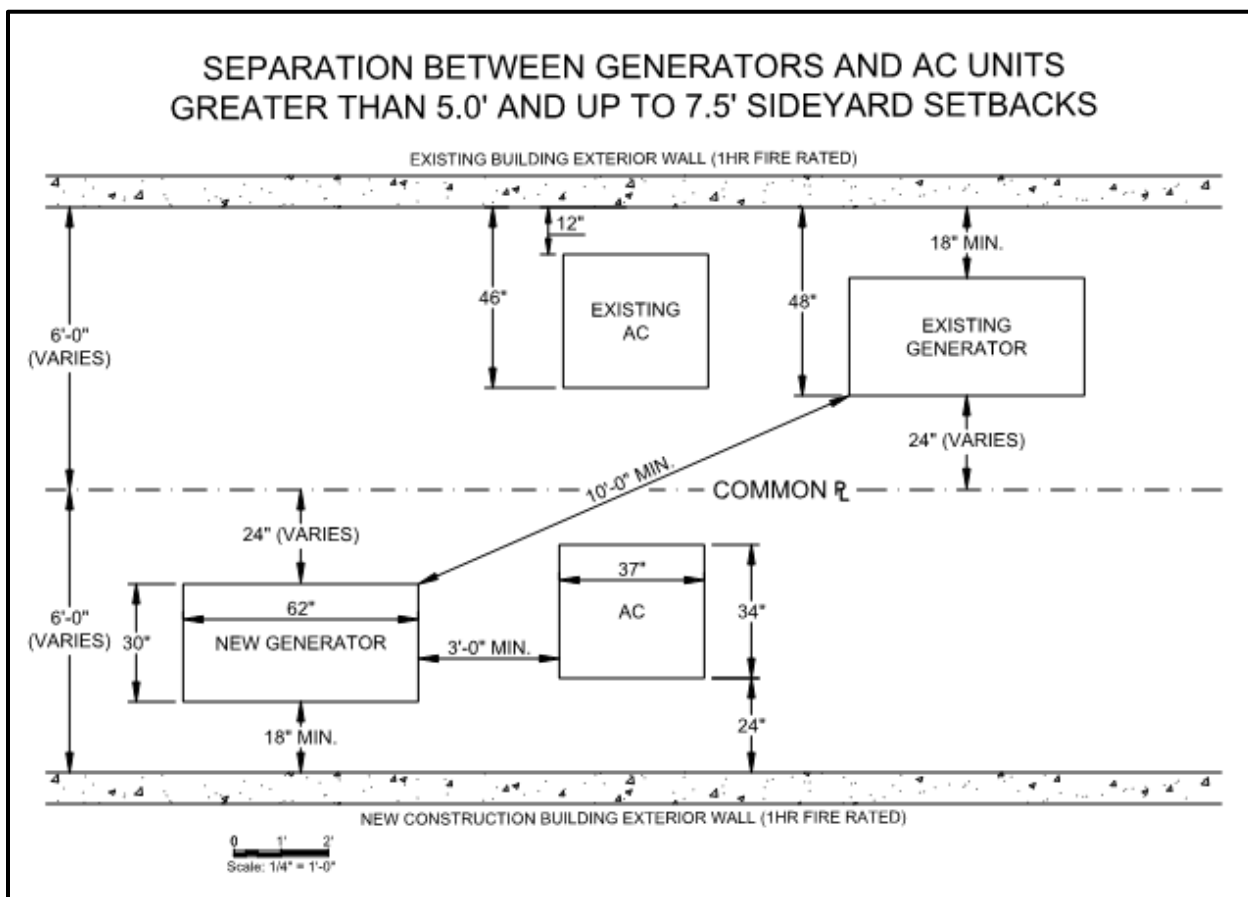 SEPARATION BETWEEN GENERATORS AND AC UNITS
GREATER THAN 5.0' AND UP TO 7.5' SIDEYARD SETBACKS
EXISTING BUILDING EXTERIOR WALL (1HR FIRE RATED)
12"
18" MIN.
46"
48"
EXISTING
AC
EXISTING
GENERATOR
6'-0"
(VARIES)
24" (VARIES)
10'-0" MIN.
COMMON ℄
24" (VARIES)
37"
62"
6'-0"
(VARIES)
30"
NEW GENERATOR
AC
34"
3'-0" MIN.
18" MIN.
24"
NEW CONSTRUCTION BUILDING EXTERIOR WALL (1HR FIRE RATED)
0 1' 2'
Scale: 1/4" = 1'-0"